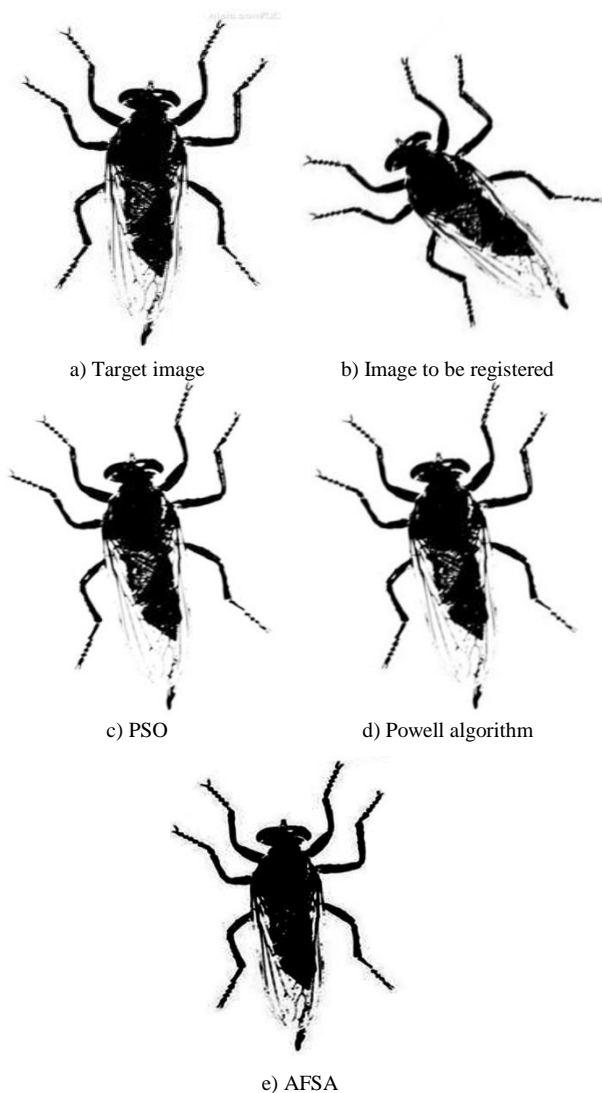 a) Target image
b) Image to be registered
c) PSO
d) Powell algorithm
e) AFSA